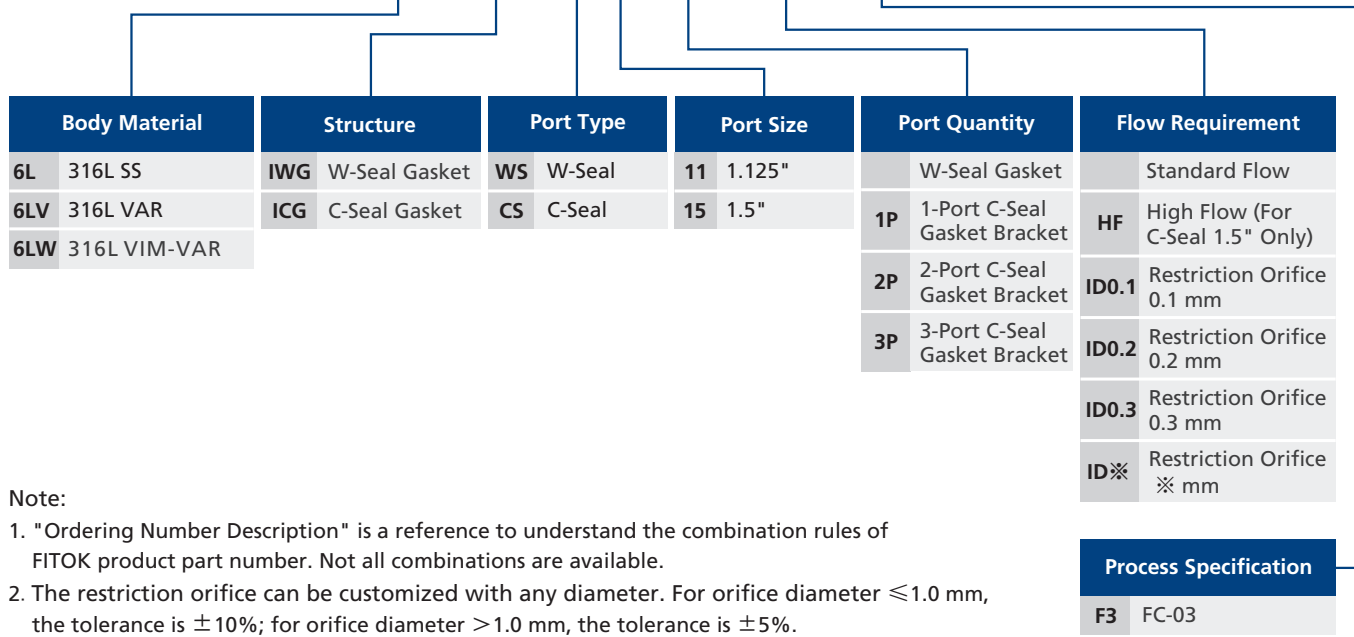 Body Material
6L 316L SS
6LV 316L VAR
6LW 316L VIM-VAR
Structure
IWG W-Seal Gasket
ICG C-Seal Gasket
Port Type
WS W-Seal
CS C-Seal
Port Size
11 1.125"
15 1.5"
Port Quantity
W-Seal Gasket
1P 1-Port C-Seal
Gasket Bracket
2P 2-Port C-Seal
Gasket Bracket
3P 3-Port C-Seal
Gasket Bracket
Flow Requirement
Standard Flow
HF High Flow (For
C-Seal 1.5" Only)
ID0.1 Restriction Orifice
0.1 mm
ID0.2 Restriction Orifice
0.2 mm
ID0.3 Restriction Orifice
0.3 mm
ID※ Restriction Orifice
※ mm
Note:
1. "Ordering Number Description" is a reference to understand the combination rules of
FITOK product part number. Not all combinations are available.
2. The restriction orifice can be customized with any diameter. For orifice diameter ⩽1.0 mm,
the tolerance is ±10%; for orifice diameter >1.0 mm, the tolerance is ±5%.
Process Specification
F3 FC-03